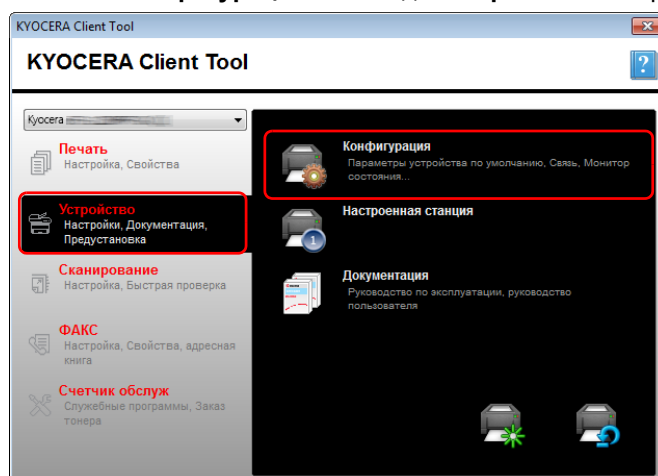 KYOCERA Client Tool
KYOCERA Client Tool
?
Kyocera
Печать
Настройка, Свойства
Устройство
Настройки, Документация,
Предустановка
Сканирование
Настройка, Быстрая проверка
ФАКС
Настройка, Свойства, адресная
книга
Счетчик обслуж
Служебные программы, Заказ
тонера
Конфигурация
Параметры устройства по умолчанию, Связь, Монитор
состояния...
Настроенная станция
1
Документация
Руководство по эксплуатации, руководство
пользователя